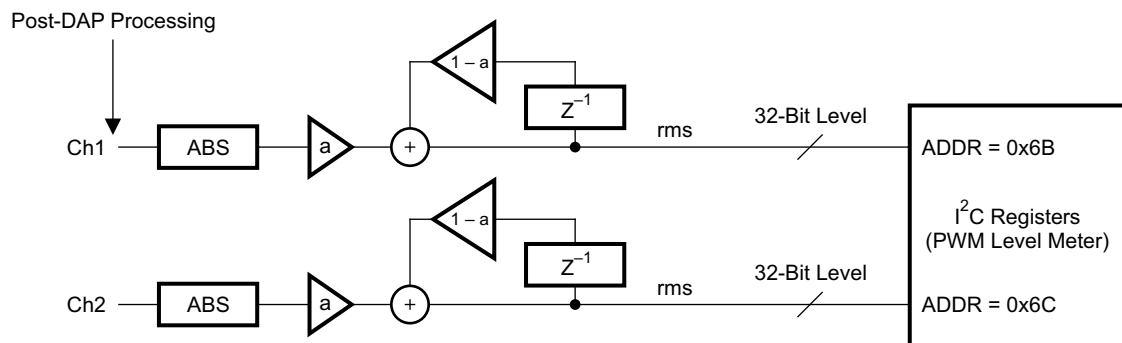 Post-DAP Processing
1 – a
Z⁻¹
rms
32-Bit Level
Ch1
ABS
a
+
ADDR = 0x6B
I²C Registers
(PWM Level Meter)
1 – a
Z⁻¹
rms
32-Bit Level
Ch2
ABS
a
+
ADDR = 0x6C